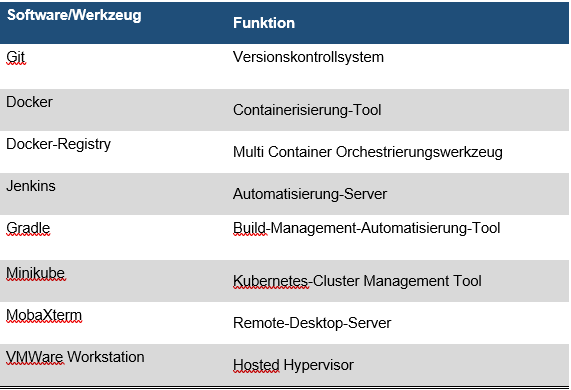 Software/Werkzeug Funktion
Git Versionskontrollsystem
Docker Containerisierung-Tool
Docker-Registry Multi Container Orchestrierungswerkzeug
Jenkins Automatisierung-Server
Gradle Build-Management-Automatisierung-Tool
Minikube Kubernetes-Cluster Management Tool
MobaXterm Remote-Desktop-Server
VMWare Workstation Hosted Hypervisor